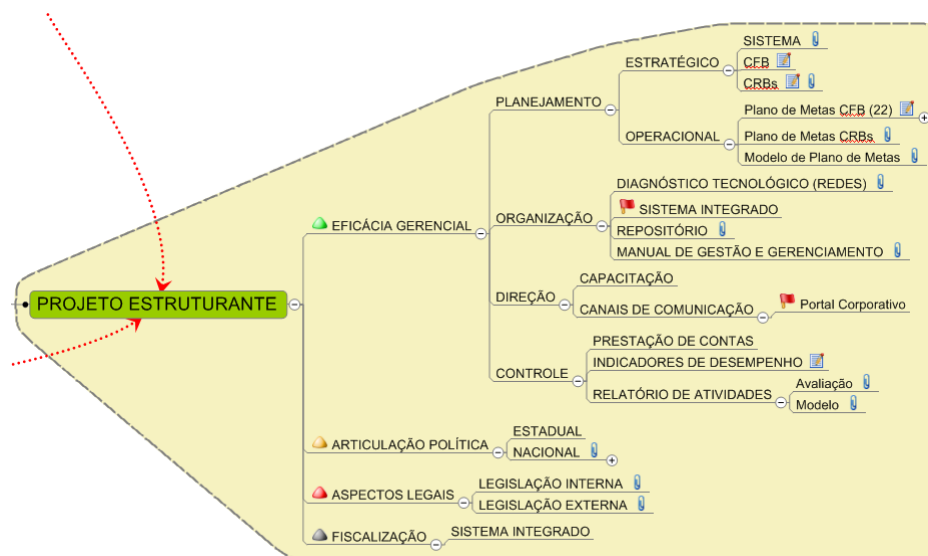 PROJETO ESTRUTURANTE
EFICÁCIA GERENCIAL
PLANEJAMENTO
ESTRATÉGICO
SISTEMA
CFB
CRBs
OPERACIONAL
Plano de Metas CFB (22)
Plano de Metas CRBs
Modelo de Plano de Metas
ORGANIZAÇÃO
DIAGNÓSTICO TECNOLÓGICO (REDES)
SISTEMA INTEGRADO
REPOSITÓRIO
MANUAL DE GESTÃO E GERENCIAMENTO
DIREÇÃO
CAPACITAÇÃO
CANAIS DE COMUNICAÇÃO
Portal Corporativo
CONTROLE
PRESTAÇÃO DE CONTAS
INDICADORES DE DESEMPENHO
RELATÓRIO DE ATIVIDADES
Avaliação
Modelo
ARTICULAÇÃO POLÍTICA
ESTADUAL
NACIONAL
ASPECTOS LEGAIS
LEGISLAÇÃO INTERNA
LEGISLAÇÃO EXTERNA
FISCALIZAÇÃO
SISTEMA INTEGRADO